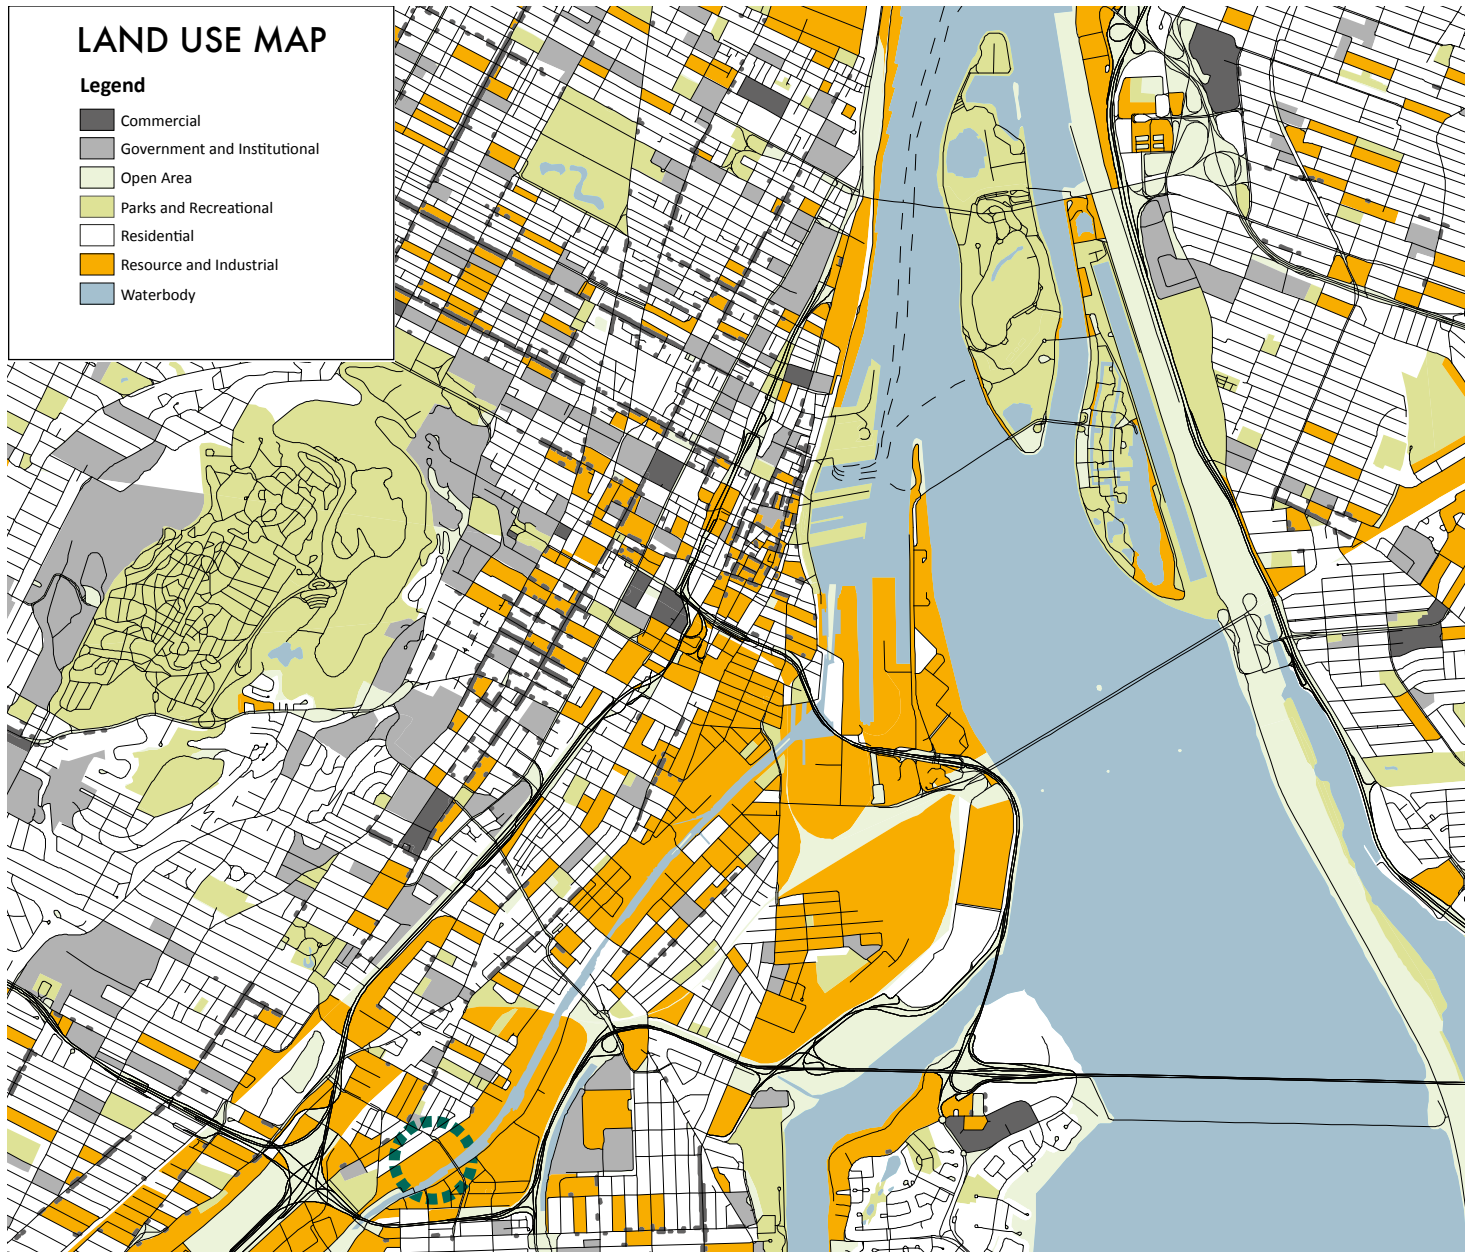 LAND USE MAP
Legend
Commercial
Government and Institutional
Open Area
Parks and Recreational
Residential
Resource and Industrial
Waterbody